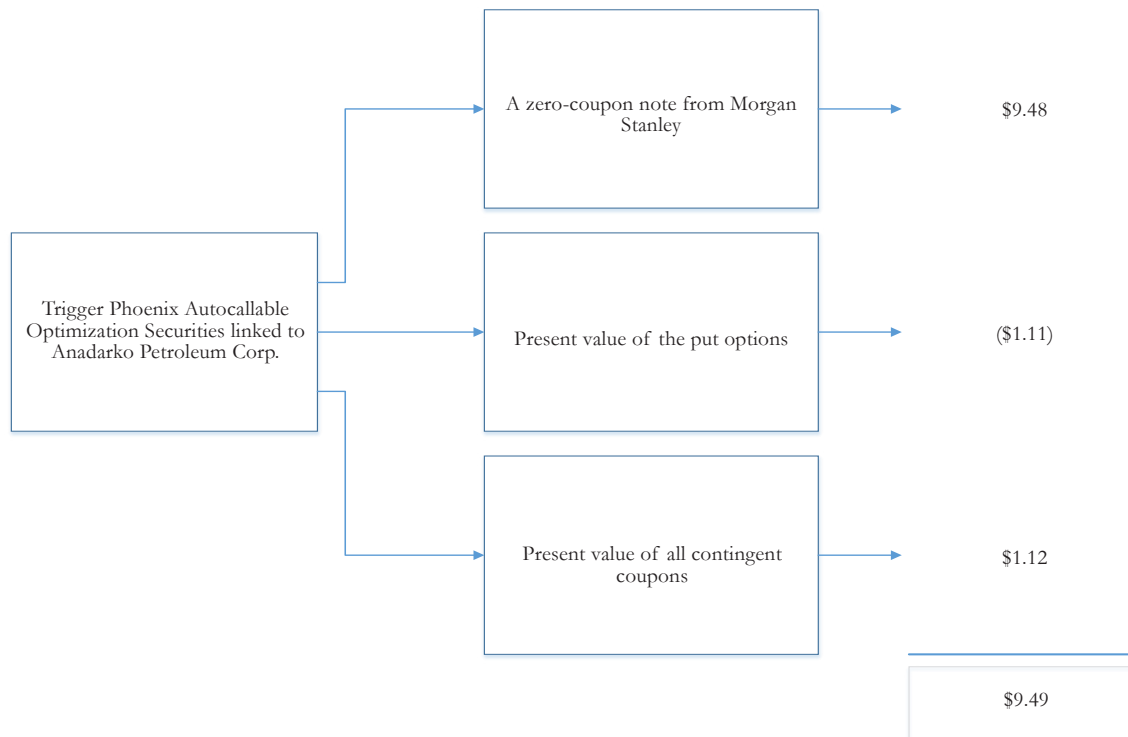 A zero-coupon note from Morgan
Stanley
$9.48
Trigger Phoenix Autocallable
Optimization Securities linked to
Anadarko Petroleum Corp.
Present value of the put options
($1.11)
Present value of all contingent
coupons
$1.12
$9.49